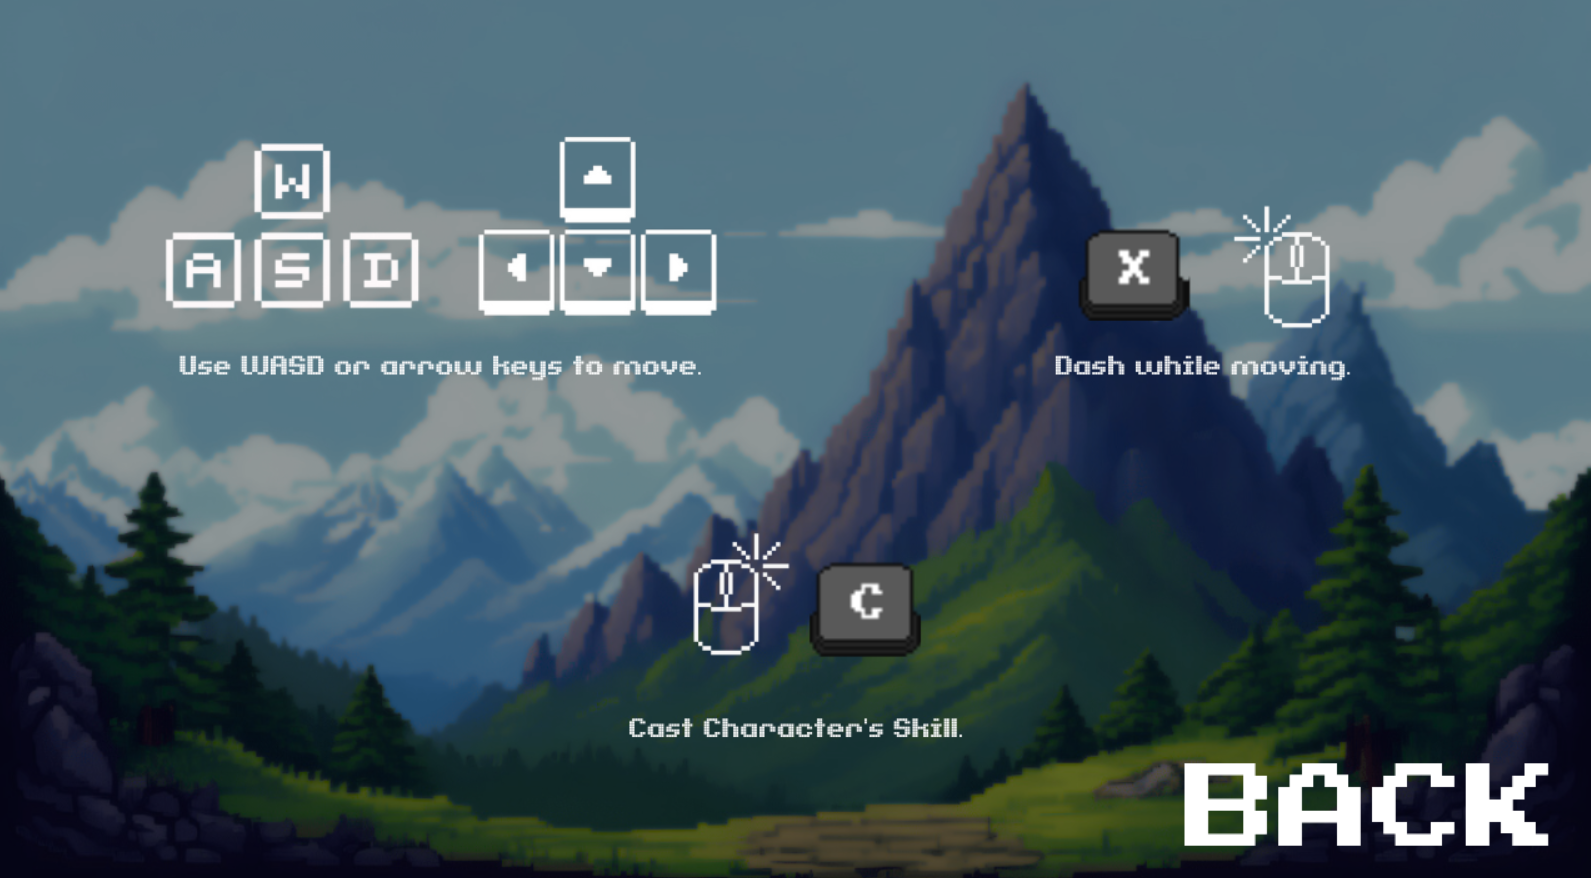 W
A S D
X
Use WASD or arrow keys to move.
Dash while moving.
C
Cast Character's Skill.
BACK